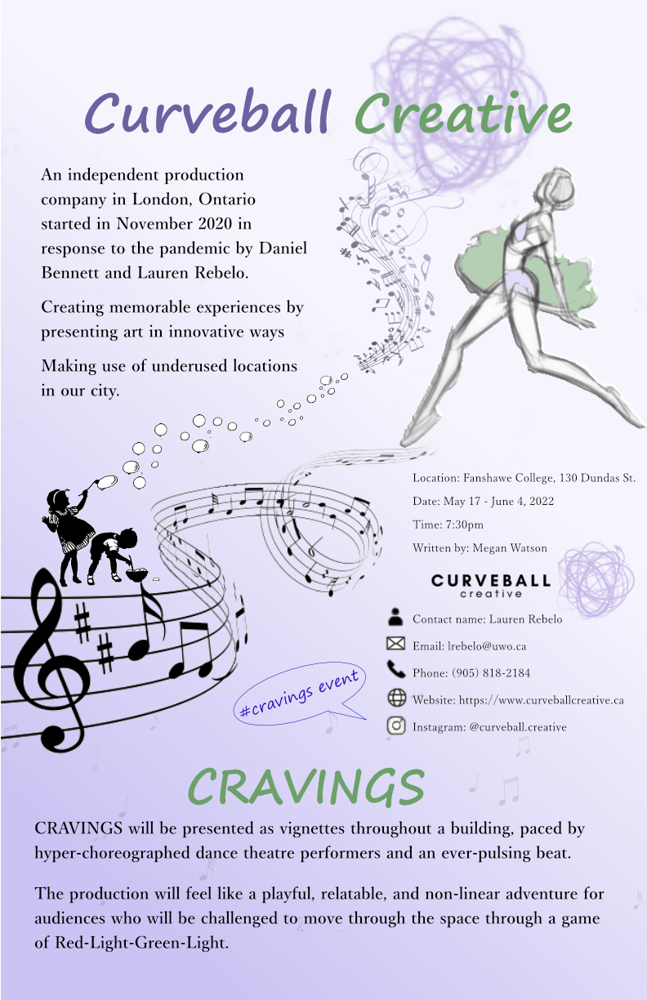 Curveball Creative
An independent production
company in London, Ontario
started in November 2020 in
response to the pandemic by Daniel
Bennett and Lauren Rebelo.
Creating memorable experiences by
presenting art in innovative ways
Making use of underused locations
in our city.
Location: Fanshawe College, 130 Dundas St.
Date: May 17 - June 4, 2022
Time: 7:30pm
Written by: Megan Watson
CURVEBALL
creative
Contact name: Lauren Rebelo
Email: lrebelo@uwo.ca
Phone: (905) 818-2184
Website: https://www.curveballcreative.ca
Instagram: @curveball.creative
#cravings event
CRAVINGS
CRAVINGS will be presented as vignettes throughout a building, paced by
hyper-choreographed dance theatre performers and an ever-pulsing beat.
The production will feel like a playful, relatable, and non-linear adventure for
audiences who will be challenged to move through the space through a game
of Red-Light-Green-Light.